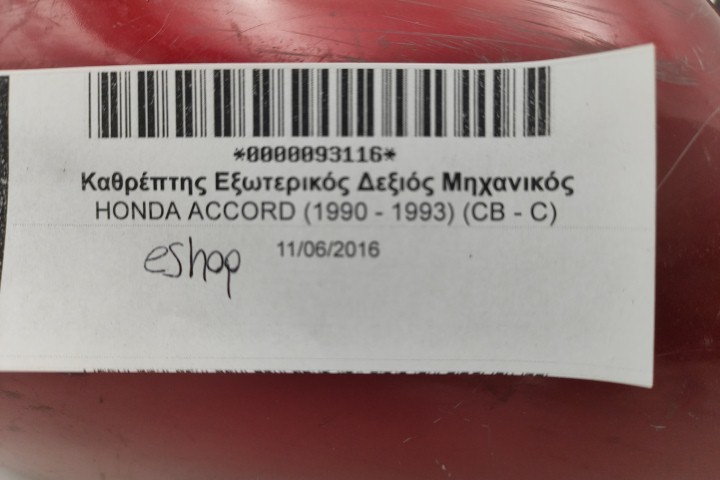 *0000093116*
Καθρέπτης Εξωτερικός Δεξιός Μηχανικός
HONDA ACCORD (1990 - 1993) (CB - C)
eshop 11/06/2016